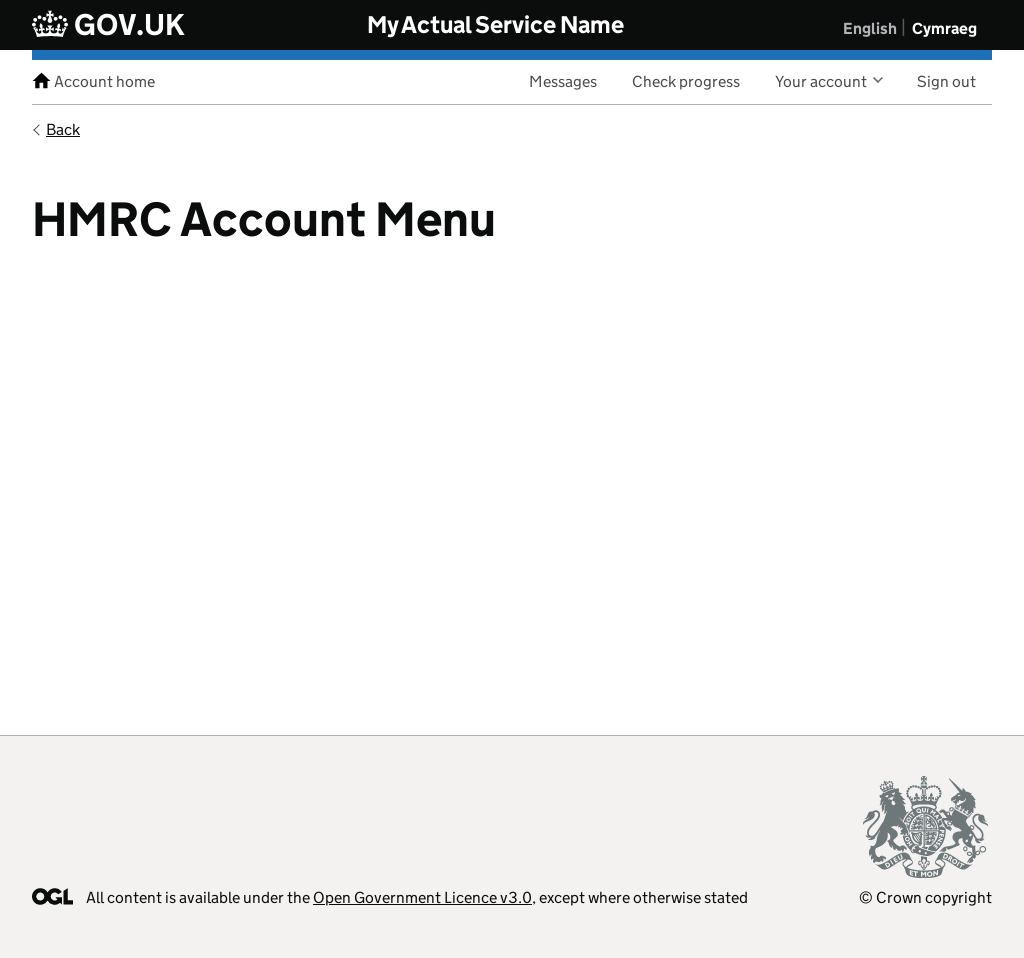 GOV.UK
My Actual Service Name
English
Cymraeg
Account home
Messages
Check progress
Your account
Sign out
Back
HMRC Account Menu
DIEU ET MON DROIT
OGL
All content is available under the Open Government Licence v3.0, except where otherwise stated
© Crown copyright